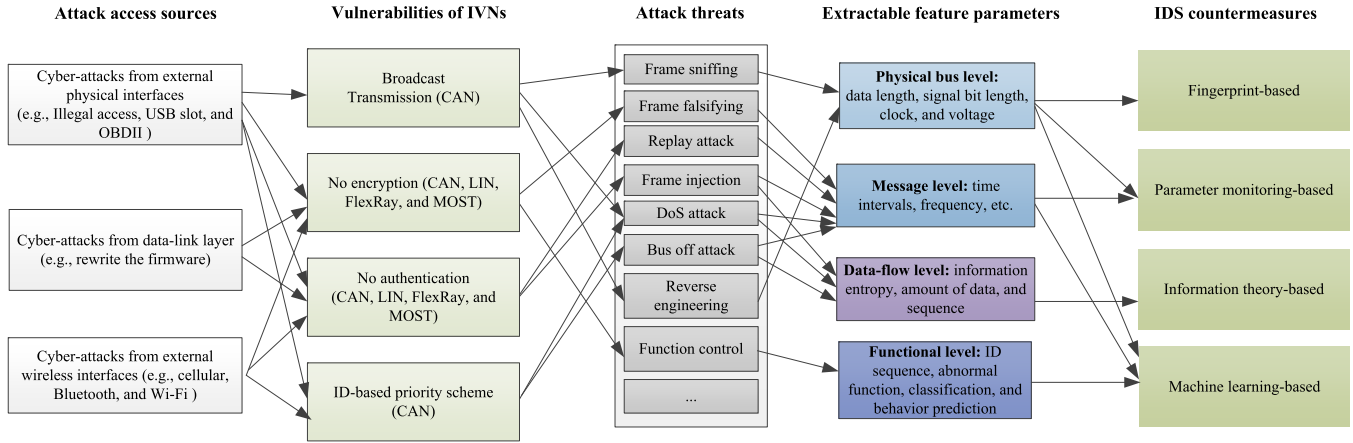 Attack access sources
Vulnerabilities of IVNs
Attack threats
Extractable feature parameters
IDS countermeasures
Cyber-attacks from external
physical interfaces
(e.g., Illegal access, USB slot, and
OBDII )
Cyber-attacks from data-link layer
(e.g., rewrite the firmware)
Cyber-attacks from external
wireless interfaces (e.g., cellular,
Bluetooth, and Wi-Fi )
Broadcast
Transmission (CAN)
No encryption (CAN, LIN,
FlexRay, and MOST)
No authentication
(CAN, LIN, FlexRay, and
MOST)
ID-based priority scheme
(CAN)
Frame sniffing
Frame falsifying
Replay attack
Frame injection
DoS attack
Bus off attack
Reverse
engineering
Function control
...
Physical bus level:
data length, signal bit length,
clock, and voltage
Message level: time
intervals, frequency, etc.
Data-flow level: information
entropy, amount of data, and
sequence
Functional level: ID
sequence, abnormal
function, classification, and
behavior prediction
Fingerprint-based
Parameter monitoring-based
Information theory-based
Machine learning-based